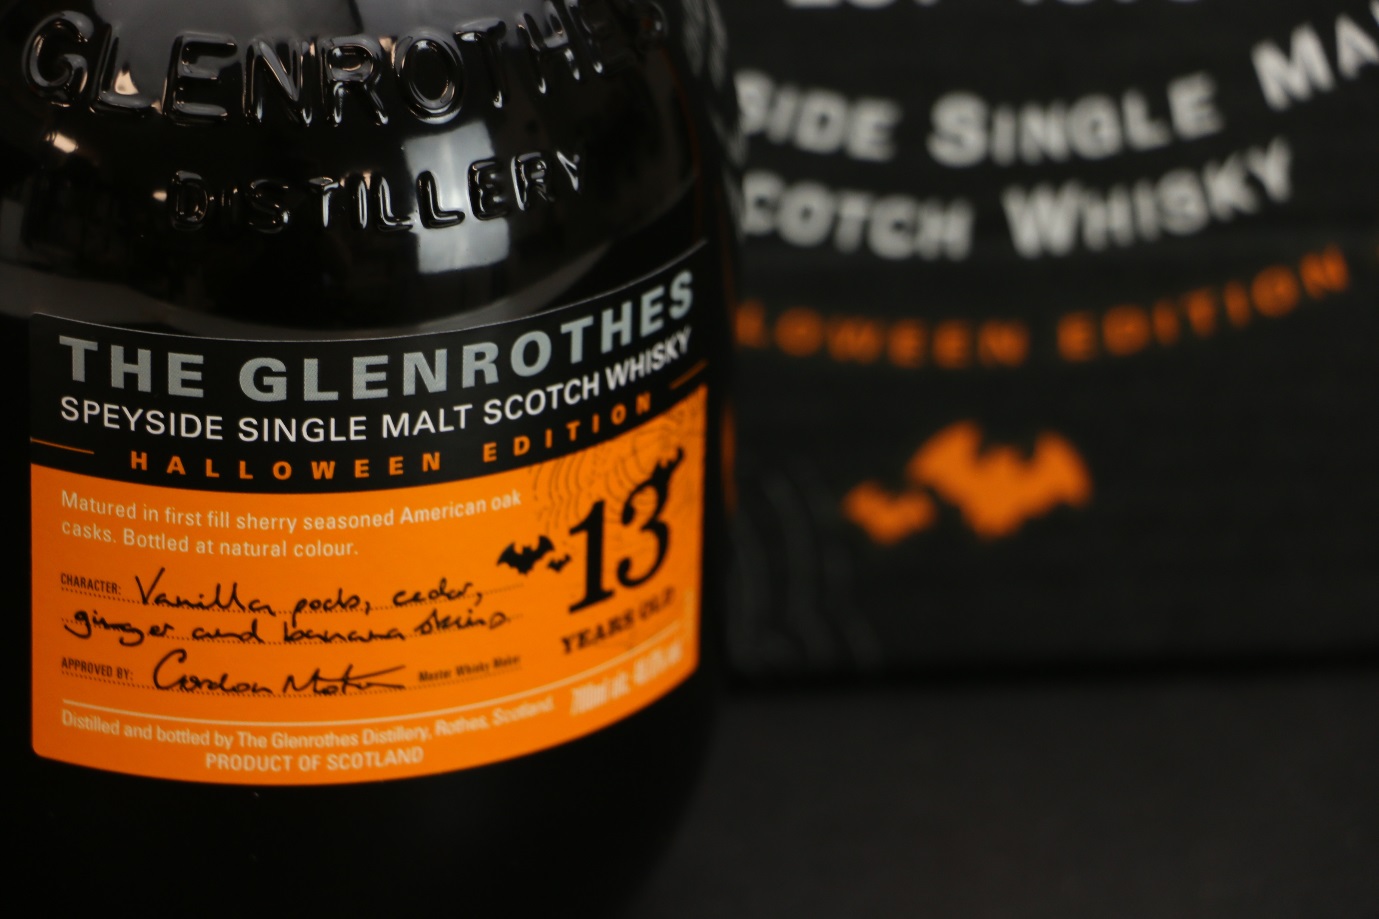 GLENROTHES
DISTILLERY
THE GLENROTHES
SPEYSIDE SINGLE MALT SCOTCH WHISKY
HALLOWEEN EDITION
Matured in first fill sherry seasoned American oak
casks. Bottled at natural colour.
CHARACTER: Vanilla pods, cedar,
ginger and banana skins
13
YEARS OLD
APPROVED BY: Gordon Motion Master Whisky Maker
700ml
Distilled and bottled by The Glenrothes Distillery, Rothes, Scotland.
PRODUCT OF SCOTLAND
SIDE SINGLE MA
COTCH WHISKY
LOWEEN EDITION